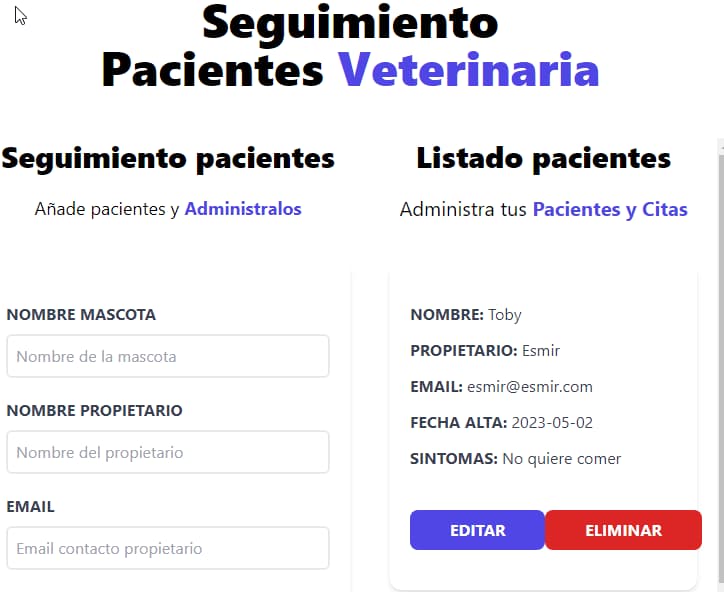 Seguimiento
Pacientes Veterinaria
Seguimiento pacientes
Añade pacientes y Administralos
NOMBRE MASCOTA
Nombre de la mascota
NOMBRE PROPIETARIO
Nombre del propietario
EMAIL
Email contacto propietario
Listado pacientes
Administra tus Pacientes y Citas
NOMBRE: Toby
PROPIETARIO: Esmir
EMAIL: esmir@esmir.com
FECHA ALTA: 2023-05-02
SINTOMAS: No quiere comer
EDITAR
ELIMINAR